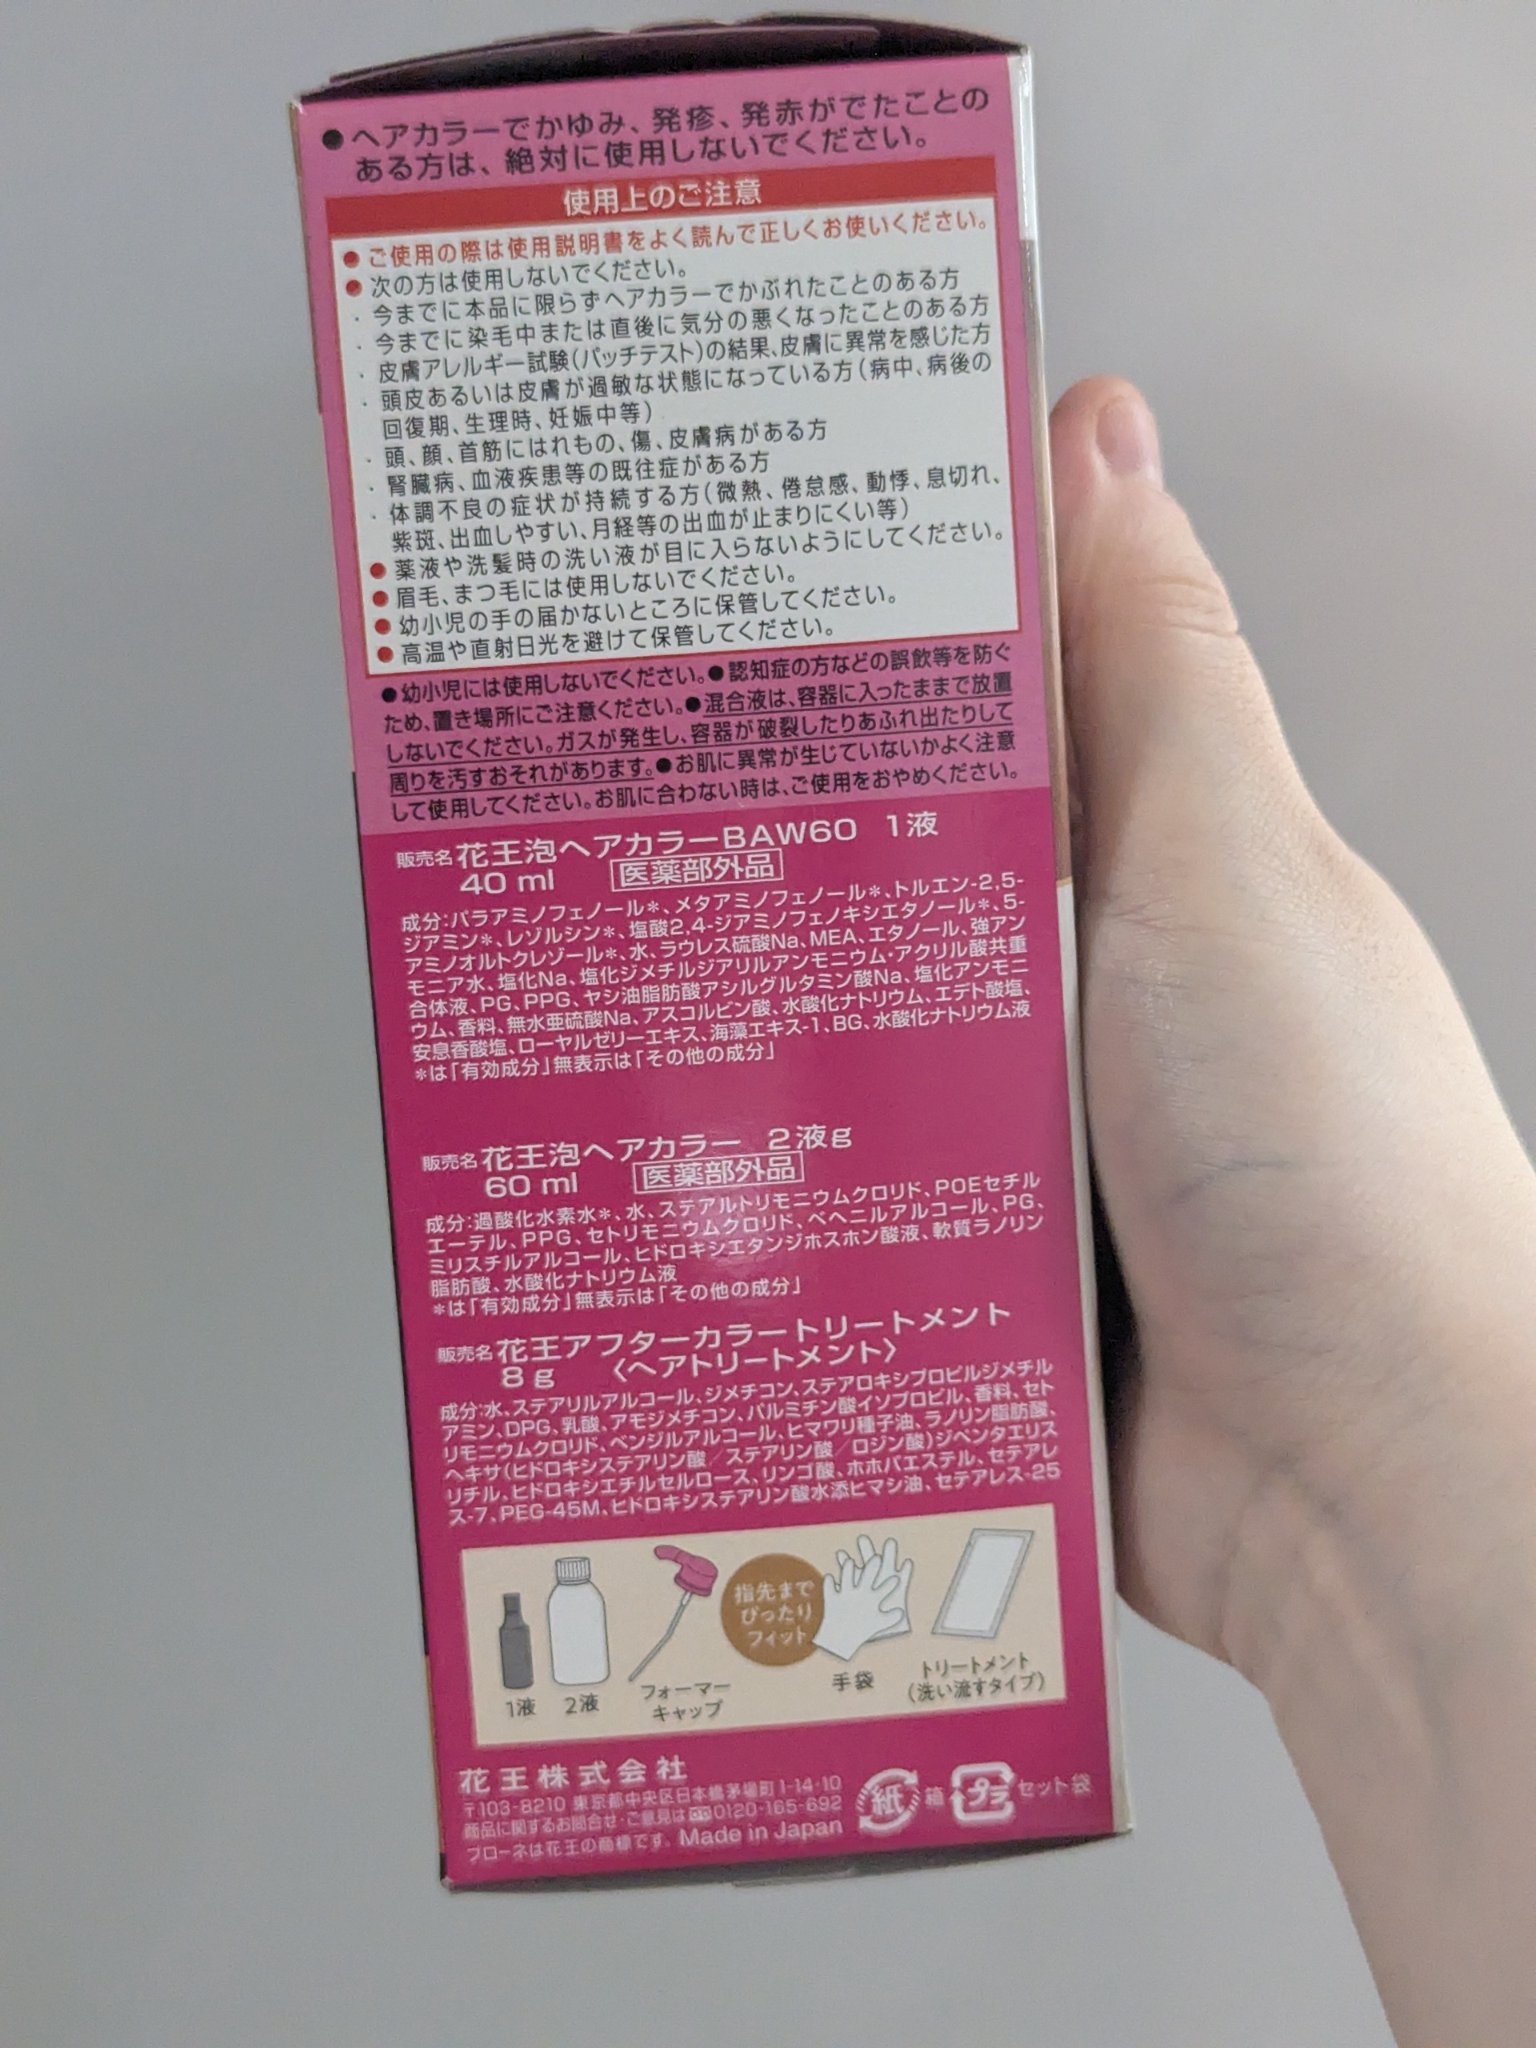 ●ヘアカラーでかゆみ、発疹、発赤がでたことの
ある方は、絶対に使用しないでください。
使用上のご注意
●ご使用の際は使用説明書をよく読んで正しくお使いください。
●次の方は使用しないでください。
・今までに本品に限らずヘアカラーでかぶれたことのある方
・今までに染毛中または直後に気分の悪くなったことのある方
・皮膚アレルギー試験(パッチテスト)の結果、皮膚に異常を感じた方
・頭皮あるいは皮膚が過敏な状態になっている方(病中、病後の
回復期、生理時、妊娠中等)
・頭、顔、首筋にはれもの、傷、皮膚病がある方
・腎臓病、血液疾患等の既往症がある方
・体調不良の症状が持続する方(微熱、倦怠感、動悸、息切れ、
紫斑、出血しやすい、月経等の出血が止まりにくい等)
●薬液や洗髪時の洗い液が目に入らないようにしてください。
●眉毛、まつ毛には使用しないでください。
●幼小児の手の届かないところに保管してください。
●高温や直射日光を避けて保管してください。
●幼小児には使用しないでください。●認知症の方などの誤飲等を防ぐ
ため、置き場所にご注意ください。●混合液は、容器に入ったままで放置
しないでください。ガスが発生し、容器が破裂したりあふれ出たりして
周りを汚すおそれがあります。●お肌に異常が生じていないかよく注意
して使用してください。お肌に合わない時は、ご使用をおやめください。
販売名 花王泡ヘアカラーBAW60 1液
40 ml 医薬部外品
成分:パラアミノフェノール*、メタアミノフェノール*、トルエン-2,5-
ジアミン*、レゾルシン*、塩酸2,4-ジアミノフェノキシエタノール*、5-
アミノオルトクレゾール*、水、ラウレス硫酸Na、MEA、エタノール、強アン
モニア水、塩化Na、塩化ジメチルジアリルアンモニウム・アクリル酸共重
合体液、PG、PPG、ヤシ油脂肪酸アシルグルタミン酸Na、塩化アンモニ
ウム、香料、無水亜硫酸Na、アスコルビン酸、水酸化ナトリウム、エデト酸塩、
安息香酸塩、ローヤルゼリーエキス、海藻エキス-1、BG、水酸化ナトリウム液
*は「有効成分」無表示は「その他の成分」
販売名 花王泡ヘアカラー 2液g
60 ml 医薬部外品
成分:過酸化水素水*、水、ステアルトリモニウムクロリド、POEセチル
エーテル、PPG、セトリモニウムクロリド、ベヘニルアルコール、PG、
ミリスチルアルコール、ヒドロキシエタンジホスホン酸液、軟質ラノリン
脂肪酸、水酸化ナトリウム液
*は「有効成分」無表示は「その他の成分」
販売名 花王アフターカラートリートメント
8 g 〈ヘアトリートメント〉
成分:水、ステアリルアルコール、ジメチコン、ステアロキシプロピルジメチル
アミン、DPG、乳酸、アモジメチコン、パルミチン酸イソプロピル、香料、セト
リモニウムクロリド、ベンジルアルコール、ヒマワリ種子油、ラノリン脂肪酸、
ヘキサ(ヒドロキシステアリン酸/ステアリン酸/ロジン酸)ジペンタエリス
リチル、ヒドロキシエチルセルロース、リンゴ酸、ホホバエステル、セテアレ
ス-7、PEG-45M、ヒドロキシステアリン酸水添ヒマシ油、セテアレス-25
指先まで
ぴったり
フィット
1液
2液
フォーマー
キャップ
手袋
トリートメント
(洗い流すタイプ)
花王株式会社
〒103-8210 東京都中央区日本橋茅場町1-14-10
商品に関するお問合せ・ご意見は 0120-165-692
ブローネは花王の商標です。 Made in Japan
紙 箱 プラ セット袋